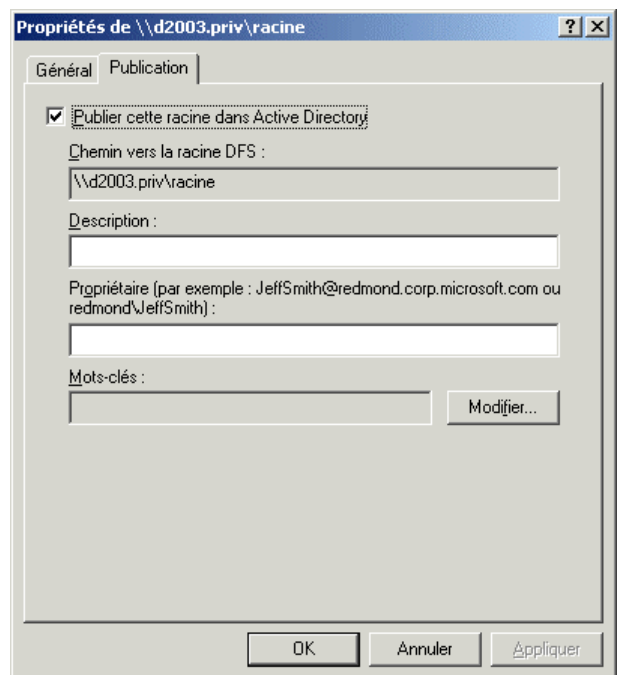 Propriétés de \\d2003.priv\racine
Général
Publication
Publier cette racine dans Active Directory
Chemin vers la racine DFS :
\\d2003.priv\racine
Description :
Propriétaire (par exemple : JeffSmith@redmond.corp.microsoft.com ou
redmond\JeffSmith) :
Mots-clés :
Modifier...
OK
Annuler
Appliquer